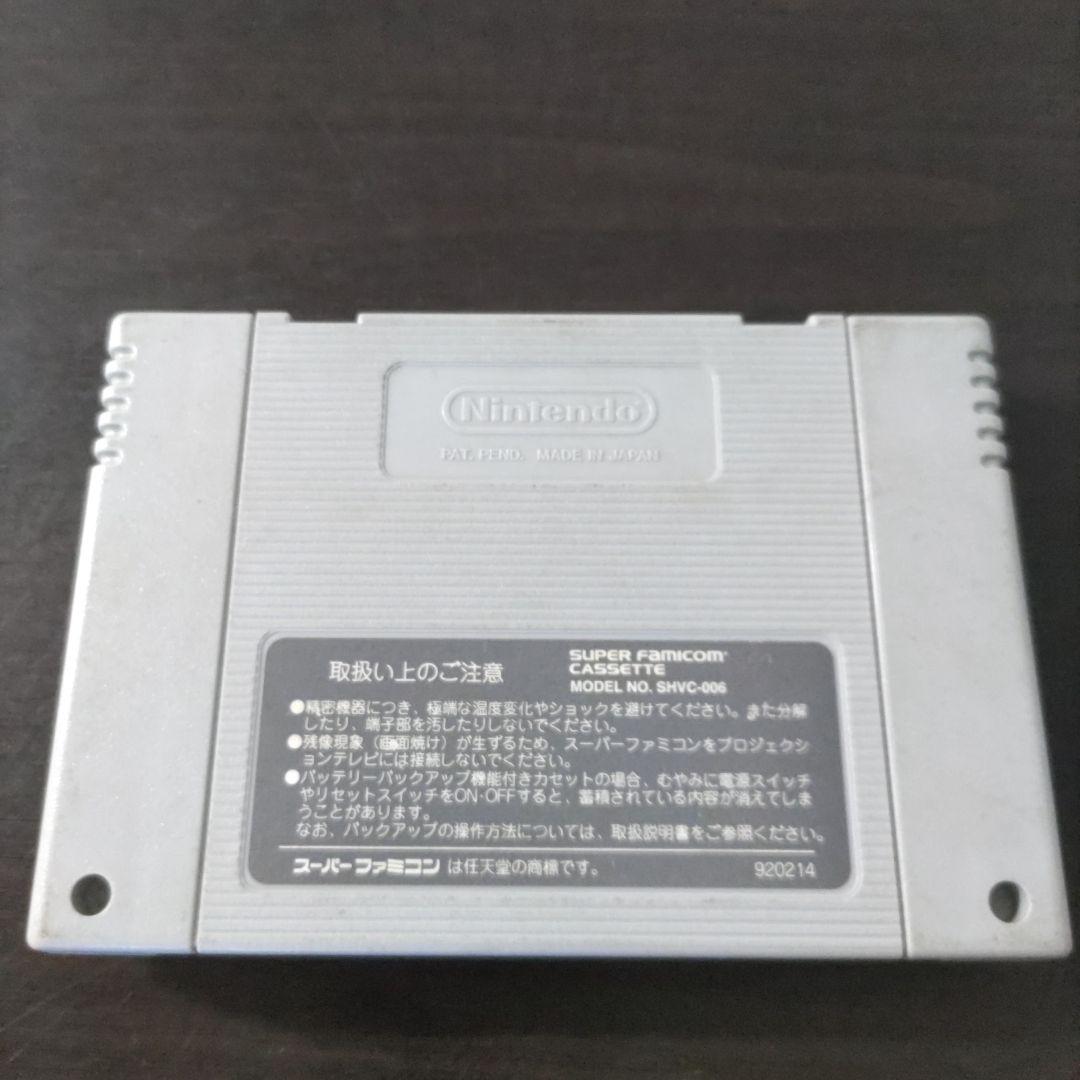 Nintendo
PAT. PEND. MADE IN JAPAN
取扱い上のご注意
SUPER FAMICOM
CASSETTE
MODEL NO. SHVC-006
●精密機器につき、極端な温度変化やショックを避けてください。また分解
したり、端子部を汚したりしないでください。
●残像現象（画面焼け）が生ずるため、スーパーファミコンをプロジェクシ
ョンテレビには接続しないでください。
●バッテリーバックアップ機能付きカセットの場合、むやみに電源スイッチ
やリセットスイッチをON・OFFすると、蓄積されている内容が消えてしま
うことがあります。
なお、バックアップの操作方法については、取扱説明書をご参照ください。
スーパーファミコン は任天堂の商標です。
920214